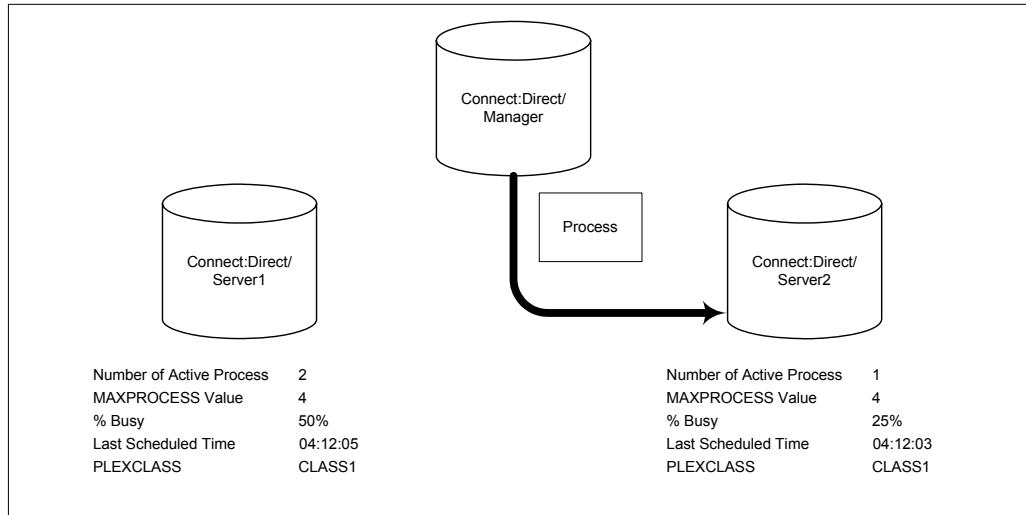 Connect:Direct/
Manager
Process
Connect:Direct/
Server1
Connect:Direct/
Server2
Number of Active Process 2
MAXPROCESS Value 4
% Busy 50%
Last Scheduled Time 04:12:05
PLEXCLASS CLASS1
Number of Active Process 1
MAXPROCESS Value 4
% Busy 25%
Last Scheduled Time 04:12:03
PLEXCLASS CLASS1